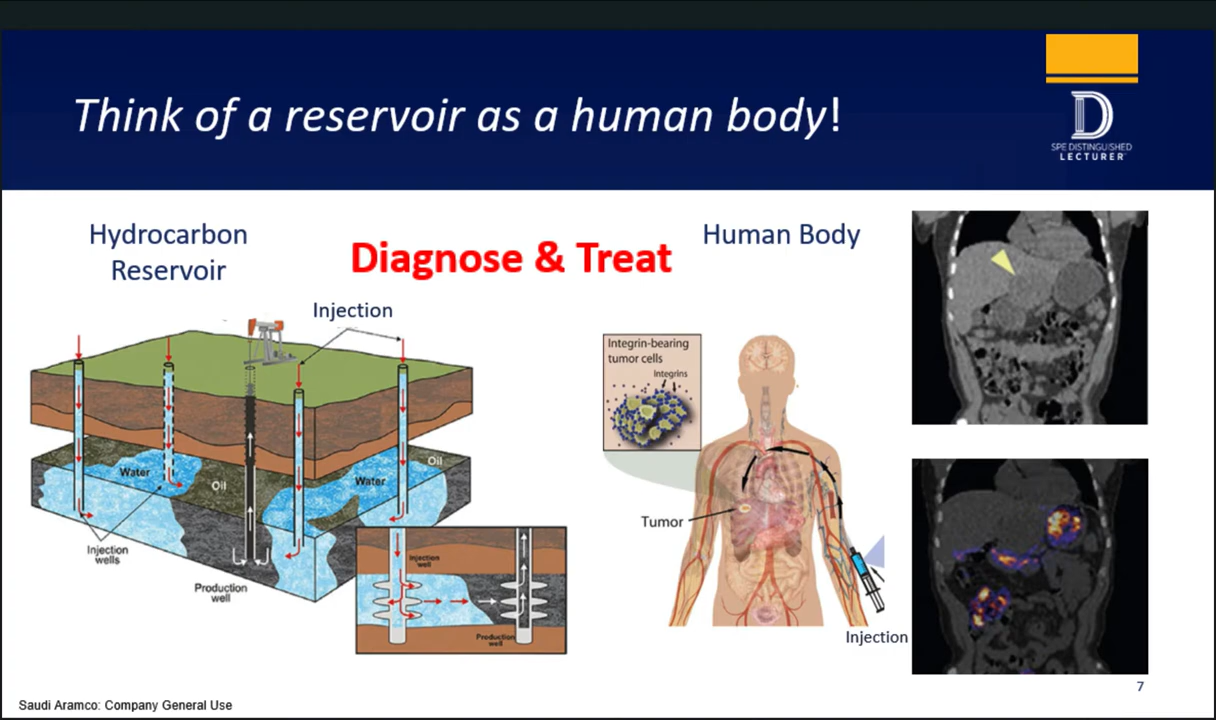 Think of a reservoir as a human body!
D
SPE DISTINGUISHED
LECTURER
Hydrocarbon
Reservoir
Diagnose & Treat
Human Body
Injection
Integrin-bearing
tumor cells
Integrins
Water
Oil
Water
Oil
Injection
wells
Production
well
Injection
well
Production
well
Tumor
Injection
7
Saudi Aramco: Company General Use